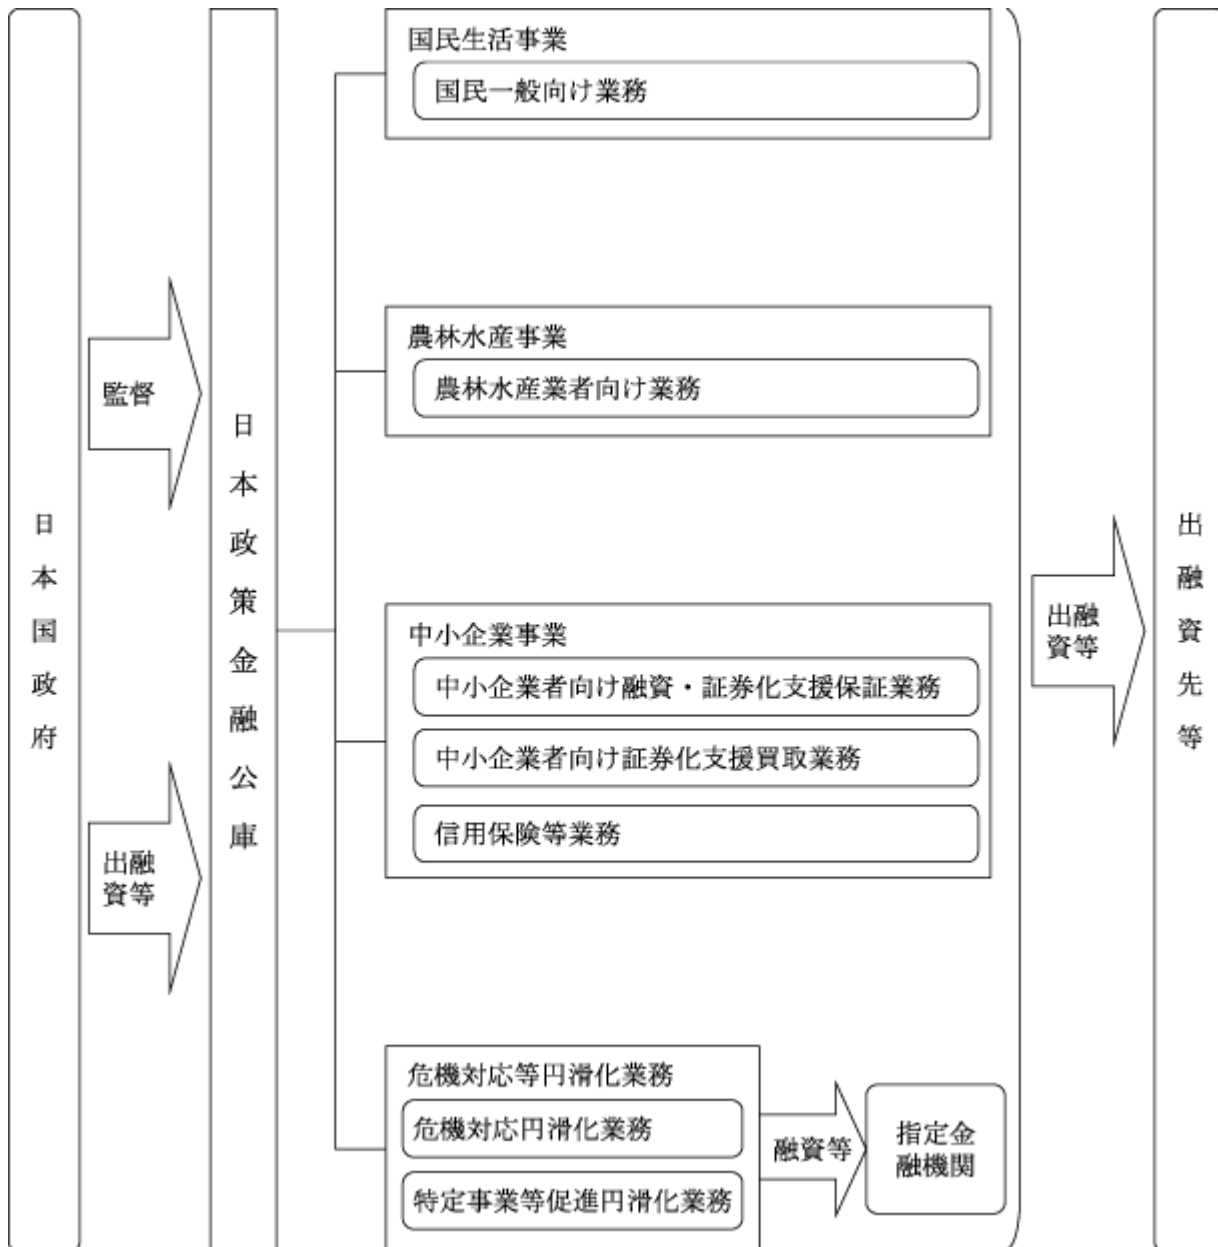 日本国政府
監督
出融
資等
日本政策金融公庫
国民生活事業
国民一般向け業務
農林水産事業
農林水産業者向け業務
中小企業事業
中小企業者向け融資・証券化支援保証業務
中小企業者向け証券化支援買取業務
信用保険等業務
危機対応等円滑化業務
危機対応円滑化業務
特定事業等促進円滑化業務
融資等
指定金
融機関
出融
資等
出融資先等